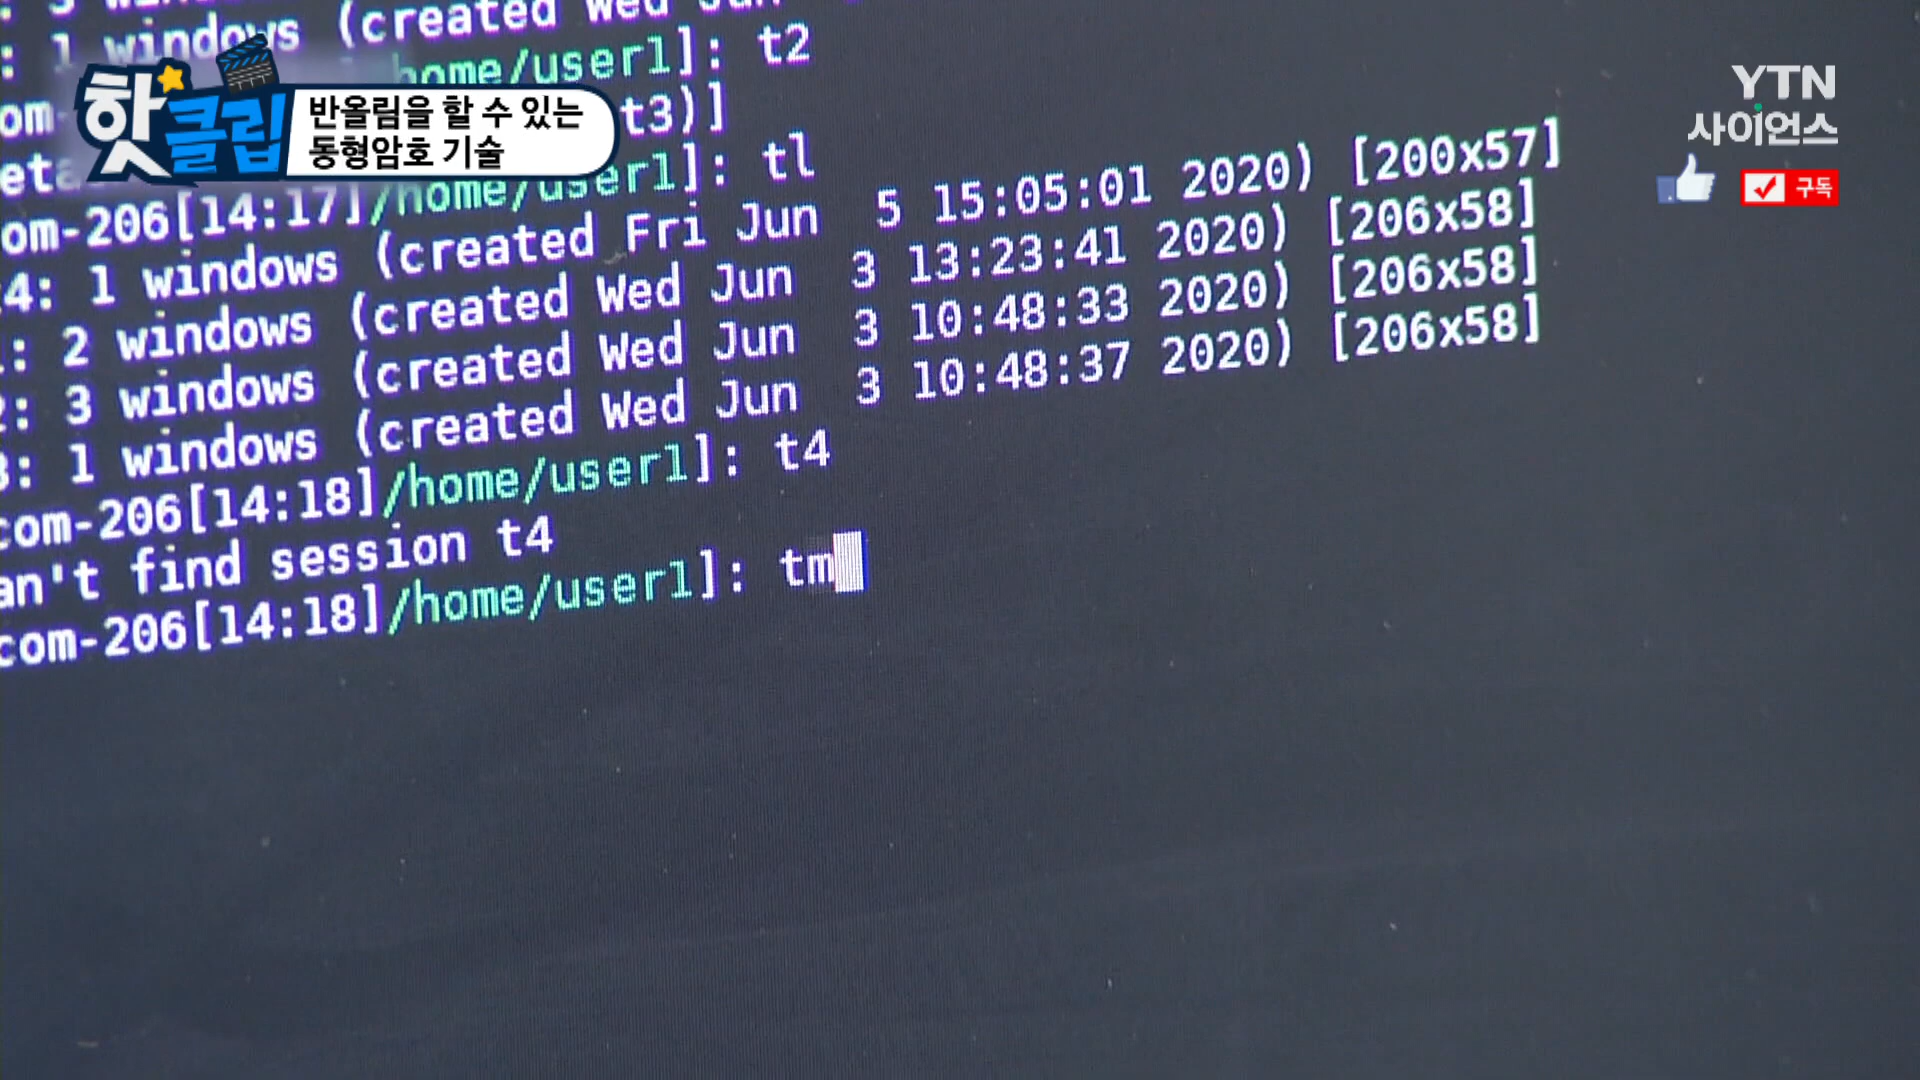 핫클립
반올림을 할 수 있는
동형암호 기술
YTN
사이언스
구독
1 windows (created Wed Jun
home/user1]: t2
t3)]
/home/user1]: tl
om-206[14:17]
4: 1 windows (created Fri Jun 5 15:05:01 2020) [200x57]
: 2 windows (created Wed Jun 3 13:23:41 2020) [206x58]
: 3 windows (created Wed Jun 3 10:48:33 2020) [206x58]
: 1 windows (created Wed Jun 3 10:48:37 2020) [206x58]
com-206[14:18]/home/user1]: t4
an't find session t4
com-206[14:18]/home/user1]: tm